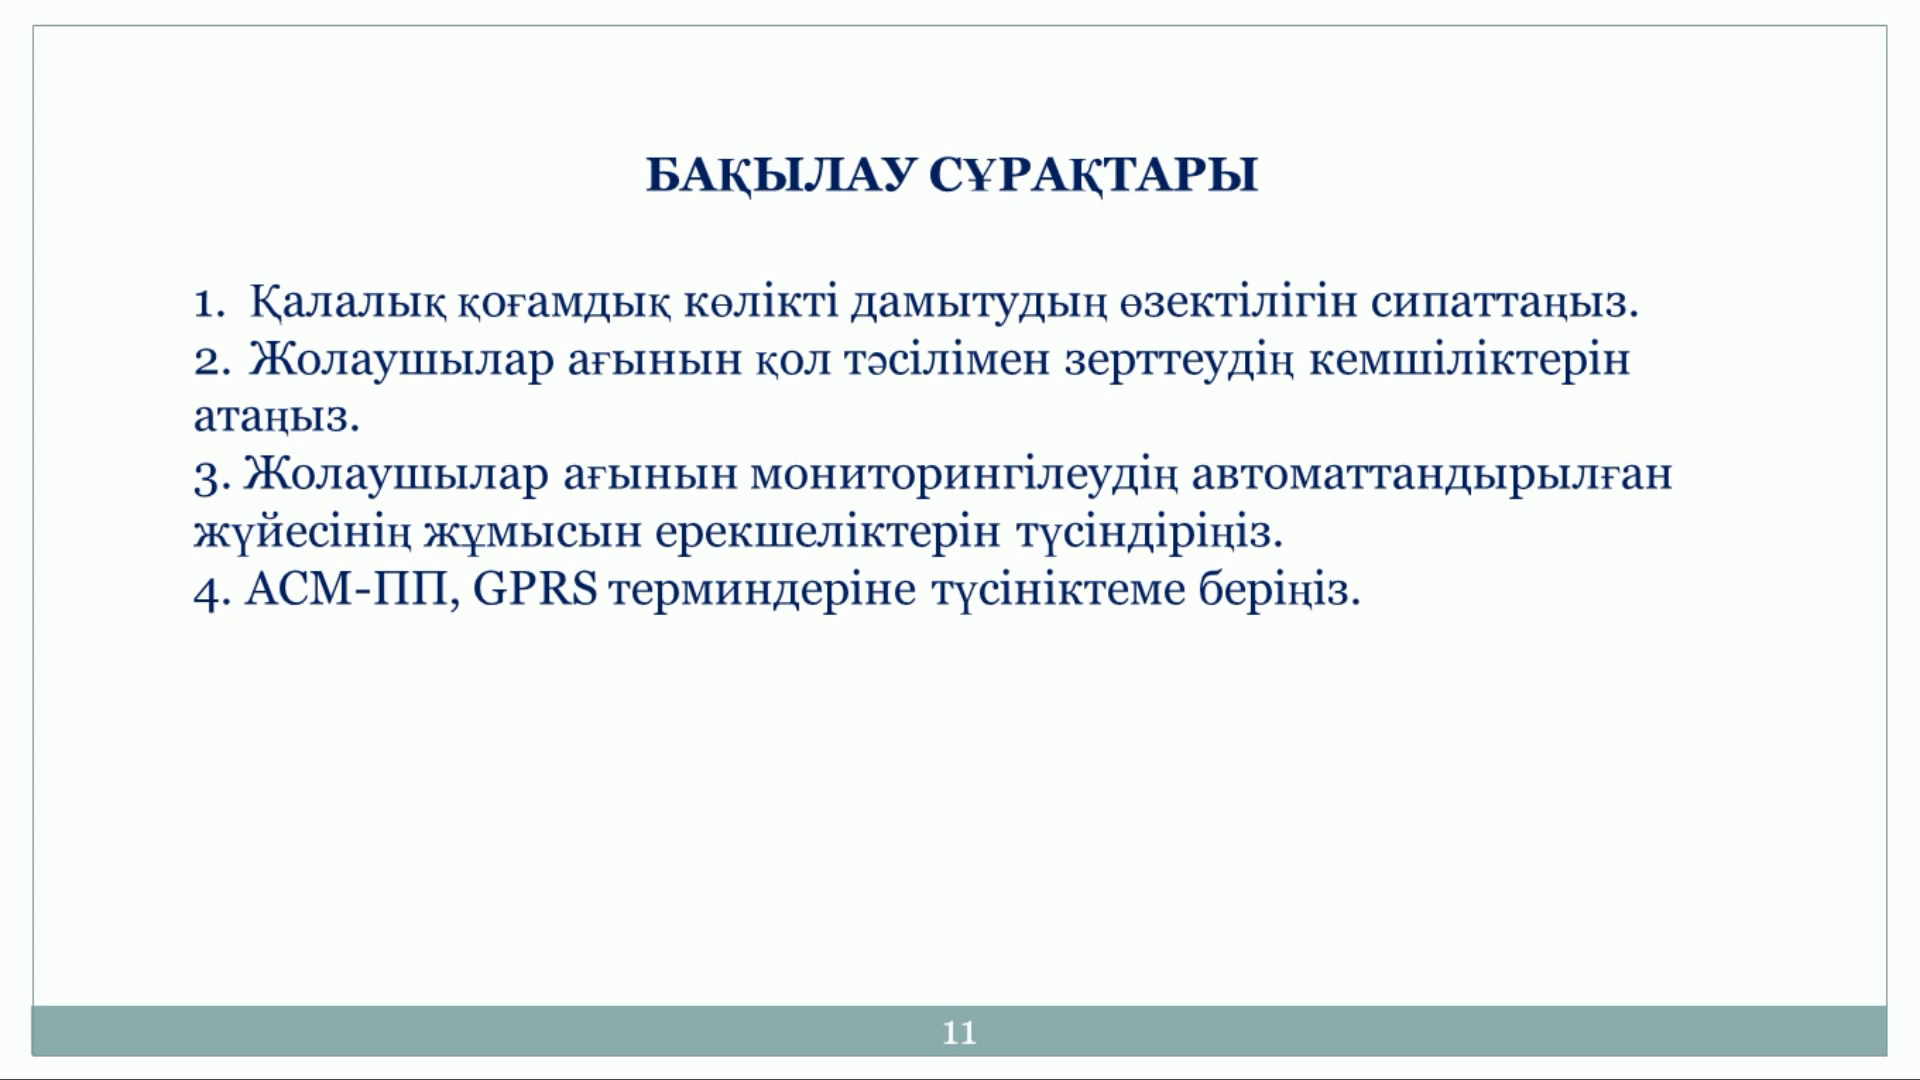 БАҚЫЛАУ СҰРАҚТАРЫ
1. Қалалық қоғамдық көлікті дамытудың өзектілігін сипаттаңыз.
2. Жолаушылар ағынын қол тәсілімен зерттеудің кемшіліктерін
атаңыз.
3. Жолаушылар ағынын мониторингілеудің автоматтандырылған
жүйесінің жұмысын ерекшеліктерін түсіндіріңіз.
4. АСМ-ПП, GPRS терминдеріне түсініктеме беріңіз.
11